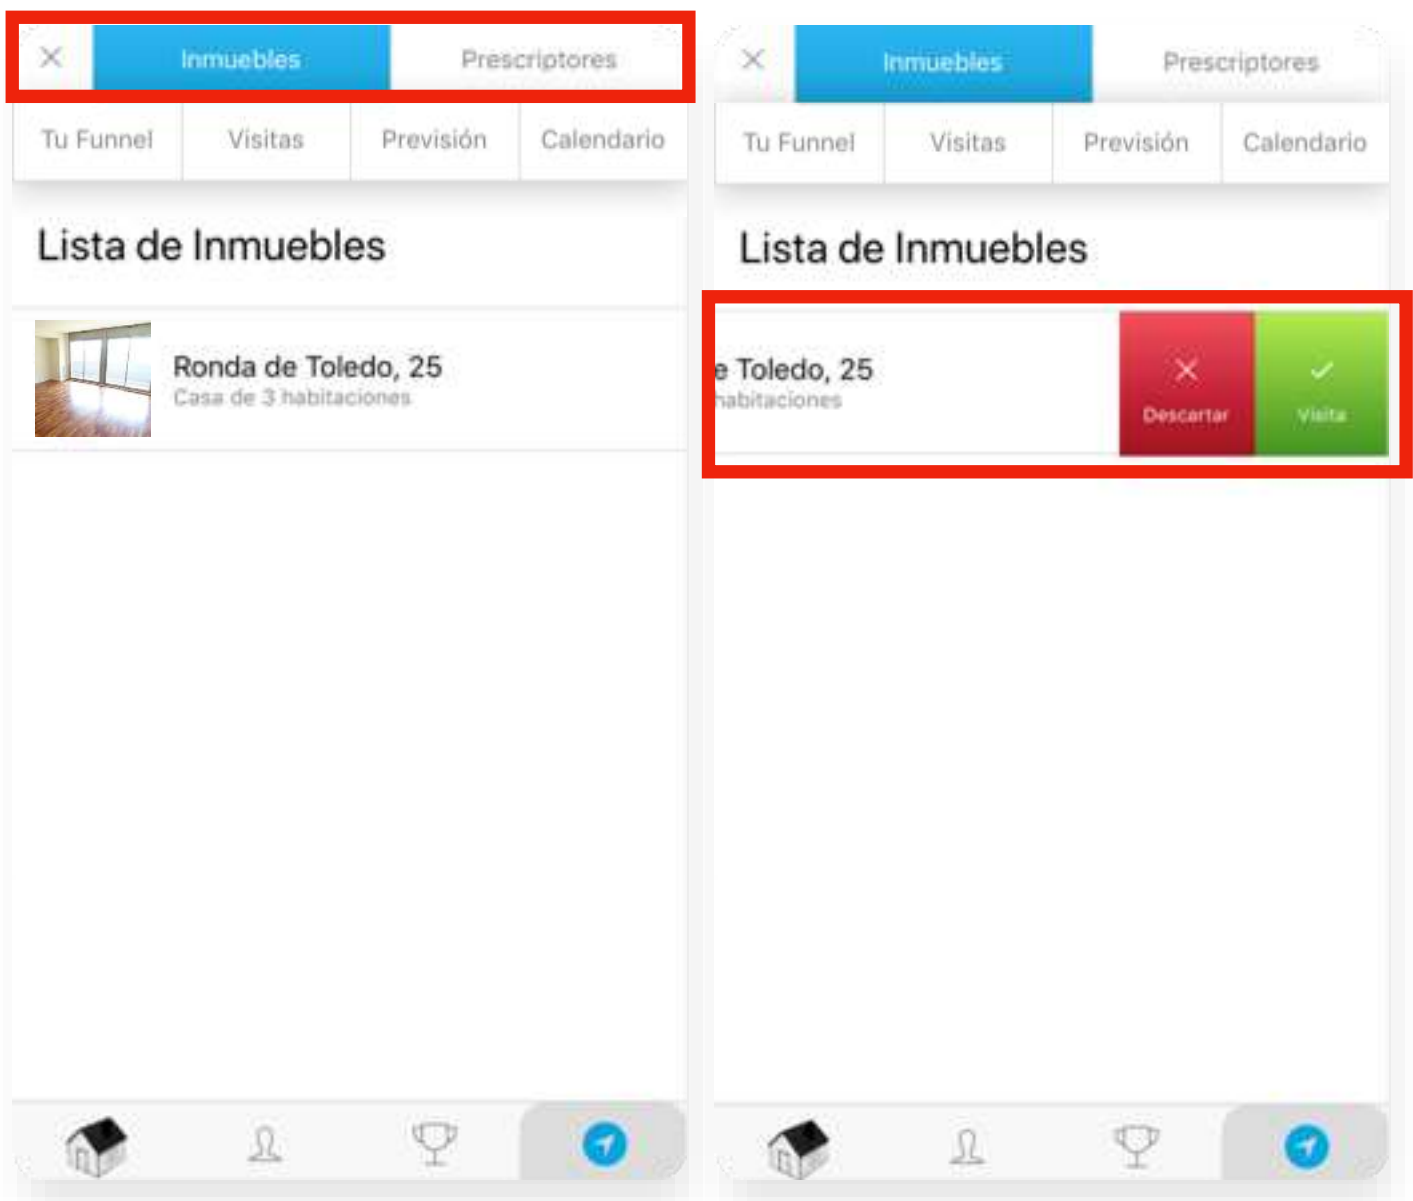 Inmuebles
Prescriptores
Tu Funnel
Visitas
Previsión
Calendario
Lista de Inmuebles
Ronda de Toledo, 25
Casa de 3 habitaciones
Inmuebles
Prescriptores
Tu Funnel
Visitas
Previsión
Calendario
Lista de Inmuebles
e Toledo, 25
habitaciones
Descartar
Visita